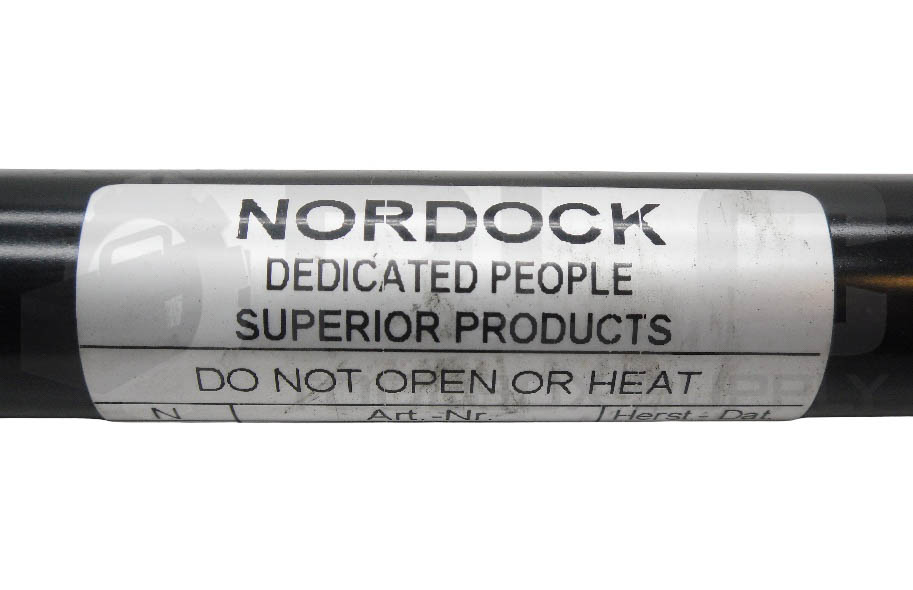 NORDOCK
DEDICATED PEOPLE
SUPERIOR PRODUCTS
DO NOT OPEN OR HEAT
N Art.-Nr. Herst.- Dat.